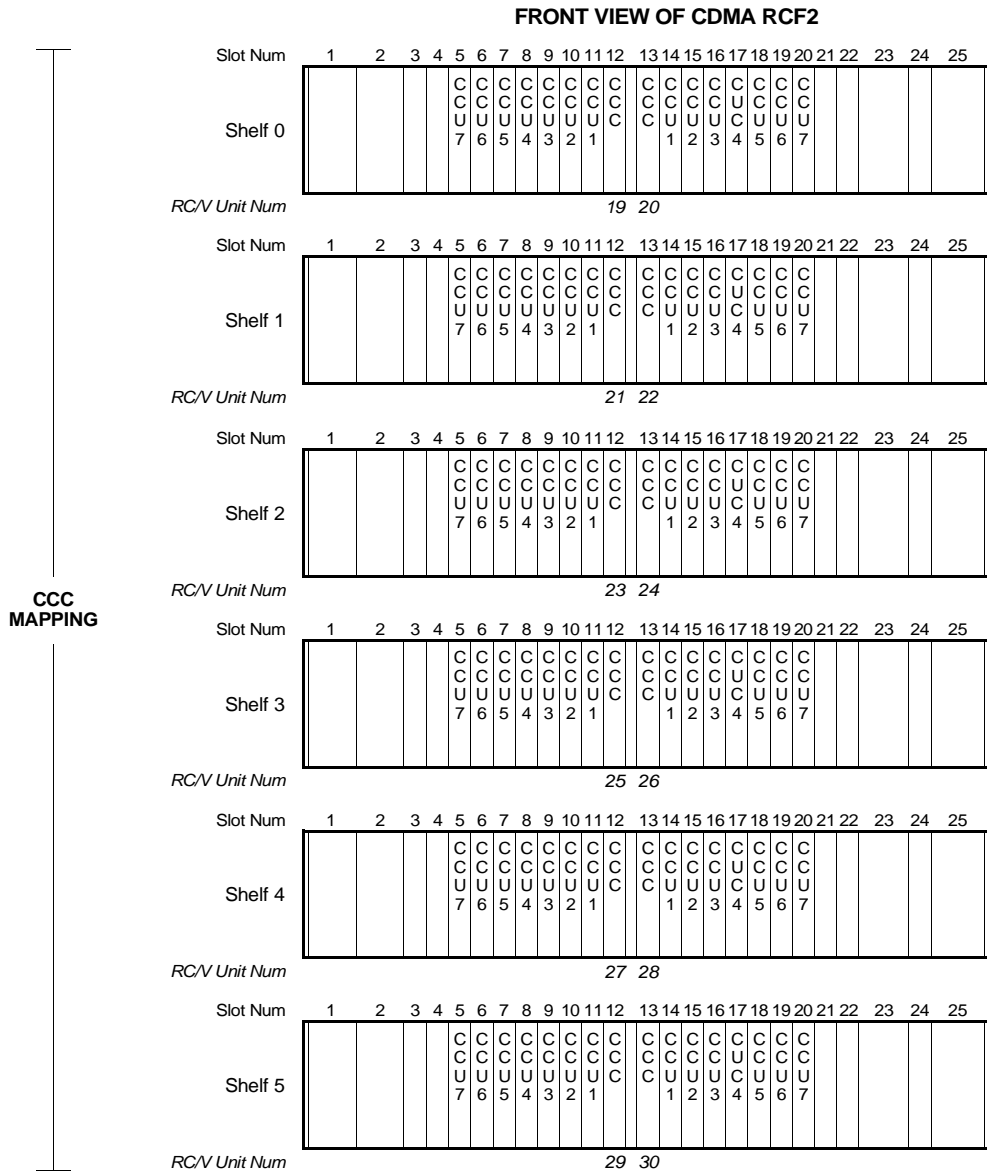 FRONT VIEW OF CDMA RCF2
Slot Num 1 2 3 4 5 6 7 8 9 10 11 12 13 14 15 16 17 18 19 20 21 22 23 24 25
Shelf 0
CCU7 CCU6 CCU5 CCU4 CCU3 CCU2 CCU1 CCC CCC CCU1 CCU2 CCU3 CUC4 CCU5 CCU6 CCU7
RC/V Unit Num 19 20
Slot Num 1 2 3 4 5 6 7 8 9 10 11 12 13 14 15 16 17 18 19 20 21 22 23 24 25
Shelf 1
CCU7 CCU6 CCU5 CCU4 CCU3 CCU2 CCU1 CCC CCC CCU1 CCU2 CCU3 CUC4 CCU5 CCU6 CCU7
RC/V Unit Num 21 22
Slot Num 1 2 3 4 5 6 7 8 9 10 11 12 13 14 15 16 17 18 19 20 21 22 23 24 25
Shelf 2
CCU7 CCU6 CCU5 CCU4 CCU3 CCU2 CCU1 CCC CCC CCU1 CCU2 CCU3 CUC4 CCU5 CCU6 CCU7
RC/V Unit Num 23 24
CCC
MAPPING
Slot Num 1 2 3 4 5 6 7 8 9 10 11 12 13 14 15 16 17 18 19 20 21 22 23 24 25
Shelf 3
CCU7 CCU6 CCU5 CCU4 CCU3 CCU2 CCU1 CCC CCC CCU1 CCU2 CCU3 CUC4 CCU5 CCU6 CCU7
RC/V Unit Num 25 26
Slot Num 1 2 3 4 5 6 7 8 9 10 11 12 13 14 15 16 17 18 19 20 21 22 23 24 25
Shelf 4
CCU7 CCU6 CCU5 CCU4 CCU3 CCU2 CCU1 CCC CCC CCU1 CCU2 CCU3 CUC4 CCU5 CCU6 CCU7
RC/V Unit Num 27 28
Slot Num 1 2 3 4 5 6 7 8 9 10 11 12 13 14 15 16 17 18 19 20 21 22 23 24 25
Shelf 5
CCU7 CCU6 CCU5 CCU4 CCU3 CCU2 CCU1 CCC CCC CCU1 CCU2 CCU3 CUC4 CCU5 CCU6 CCU7
RC/V Unit Num 29 30